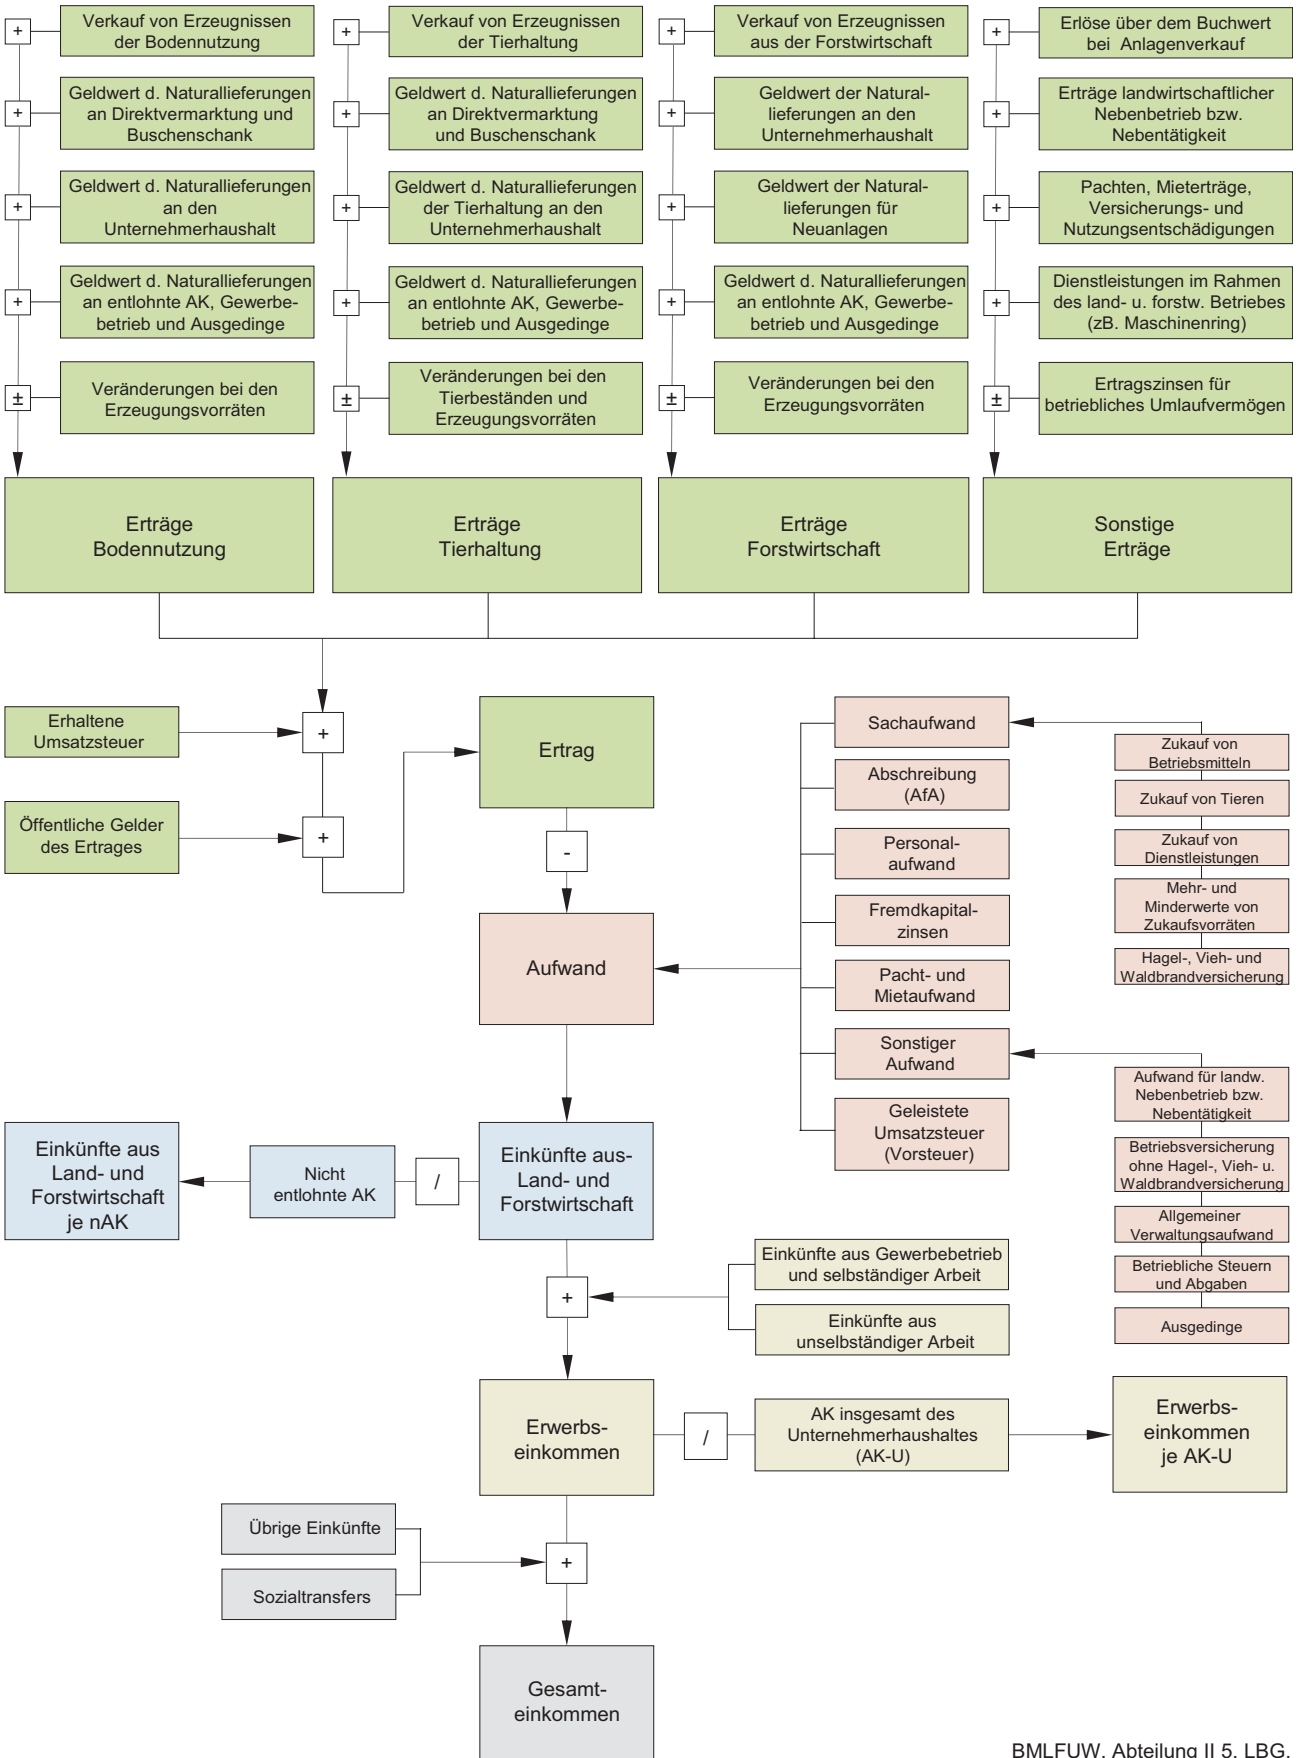 +
Verkauf von Erzeugnissen
der Bodennutzung
+
Geldwert d. Naturallieferungen
an Direktvermarktung und
Buschenschank
+
Geldwert d. Naturallieferungen
an den
Unternehmerhaushalt
+
Geldwert d. Naturallieferungen
an entlohnte AK, Gewerbe-
betrieb und Ausgedinge
±
Veränderungen bei den
Erzeugungsvorräten
Erträge
Bodennutzung
+
Verkauf von Erzeugnissen
der Tierhaltung
+
Geldwert d. Naturallieferungen
an Direktvermarktung
und Buschenschank
+
Geldwert d. Naturallieferungen
der Tierhaltung an den
Unternehmerhaushalt
+
Geldwert d. Naturallieferungen
an entlohnte AK, Gewerbe-
betrieb und Ausgedinge
±
Veränderungen bei den
Tierbeständen und
Erzeugungsvorräten
Erträge
Tierhaltung
+
Verkauf von Erzeugnissen
aus der Forstwirtschaft
+
Geldwert der Natural-
lieferungen an den
Unternehmerhaushalt
+
Geldwert der Natural-
lieferungen für
Neuanlagen
+
Geldwert d. Naturallieferungen
an entlohnte AK, Gewerbe-
betrieb und Ausgedinge
±
Veränderungen bei den
Erzeugungsvorräten
Erträge
Forstwirtschaft
+
Erlöse über dem Buchwert
bei Anlagenverkauf
+
Erträge landwirtschaftlicher
Nebenbetrieb bzw.
Nebentätigkeit
+
Pachten, Mieterträge,
Versicherungs- und
Nutzungsentschädigungen
+
Dienstleistungen im Rahmen
des land- u. forstw. Betriebes
(zB. Maschinenring)
±
Ertragszinsen für
betriebliches Umlaufvermögen
Sonstige
Erträge
Erhaltene
Umsatzsteuer
+
Öffentliche Gelder
des Ertrages
+
Ertrag
-
Aufwand
Sachaufwand
Abschreibung
(AfA)
Personal-
aufwand
Fremdkapital-
zinsen
Pacht- und
Mietaufwand
Sonstiger
Aufwand
Geleistete
Umsatzsteuer
(Vorsteuer)
Zukauf von
Betriebsmitteln
Zukauf von Tieren
Zukauf von
Dienstleistungen
Mehr- und
Minderwerte von
Zukaufsvorräten
Hagel-, Vieh- und
Waldbrandversicherung
Aufwand für landw.
Nebenbetrieb bzw.
Nebentätigkeit
Betriebsversicherung
ohne Hagel-, Vieh- u.
Waldbrandversicherung
Allgemeiner
Verwaltungsaufwand
Betriebliche Steuern
und Abgaben
Ausgedinge
Einkünfte aus
Land- und
Forstwirtschaft
je nAK
Nicht
entlohnte AK
/
Einkünfte aus-
Land- und
Forstwirtschaft
+
Einkünfte aus Gewerbebetrieb
und selbständiger Arbeit
Einkünfte aus
unselbständiger Arbeit
Erwerbs-
einkommen
/
AK insgesamt des
Unternehmerhaushaltes
(AK-U)
Erwerbs-
einkommen
je AK-U
Übrige Einkünfte
Sozialtransfers
+
Gesamt-
einkommen
BMLFUW, Abteilung II 5, LBG.